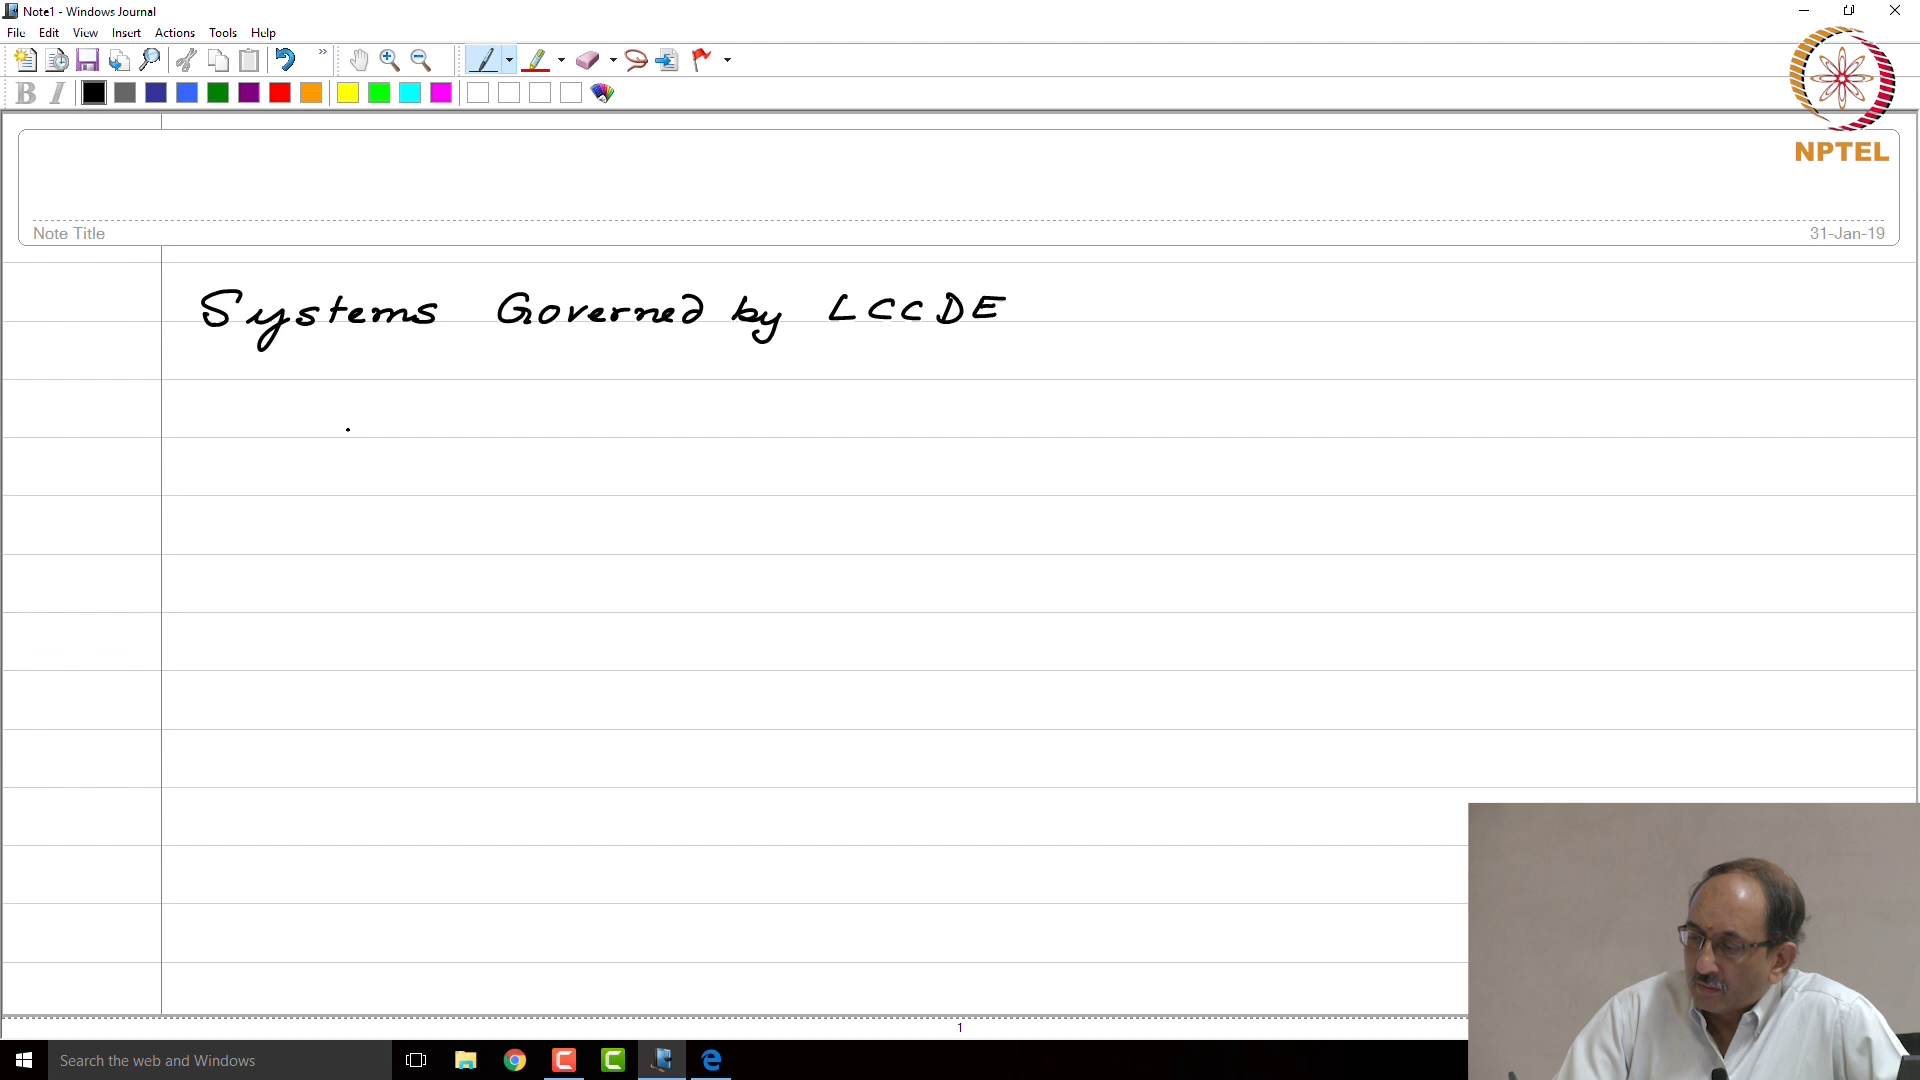 Note1 - Windows Journal
File Edit View Insert Actions Tools Help
B I
NPTEL
Note Title
31-Jan-19
Systems Governed by LCCDE
1
Search the web and Windows